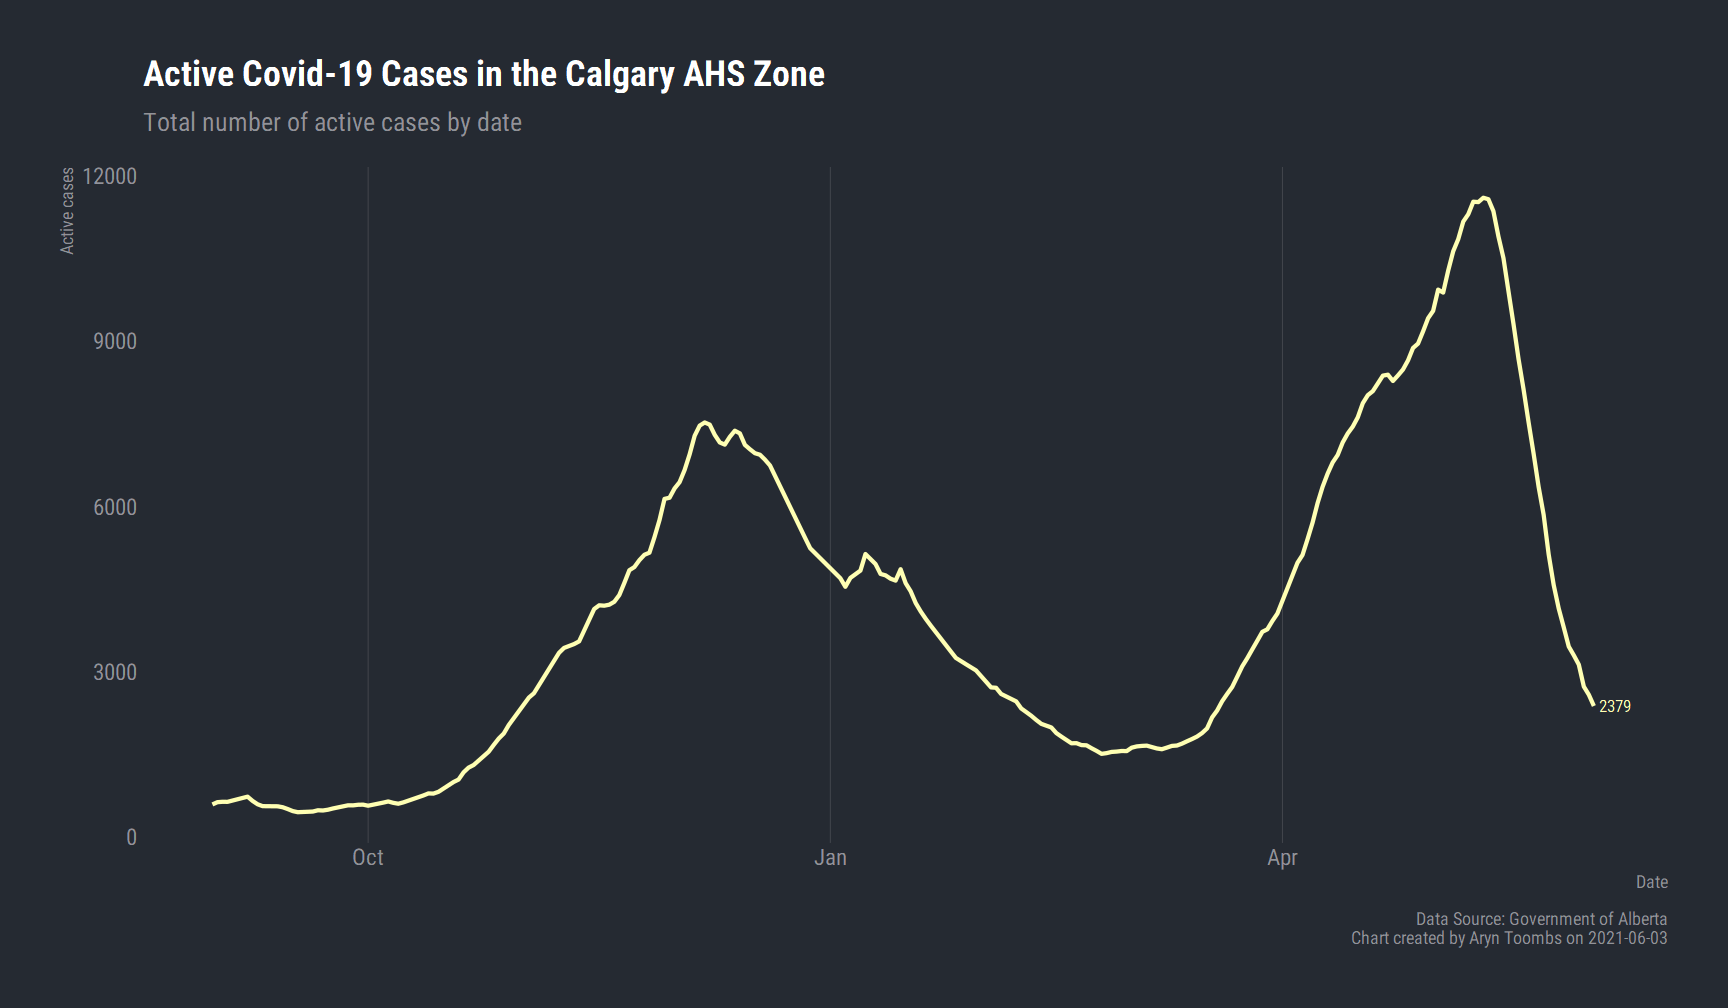 Active Covid-19 Cases in the Calgary AHS Zone
Total number of active cases by date
Active cases
12000
9000
6000
3000
0
2379
Oct
Jan
Apr
Date
Data Source: Government of Alberta
Chart created by Aryn Toombs on 2021-06-03